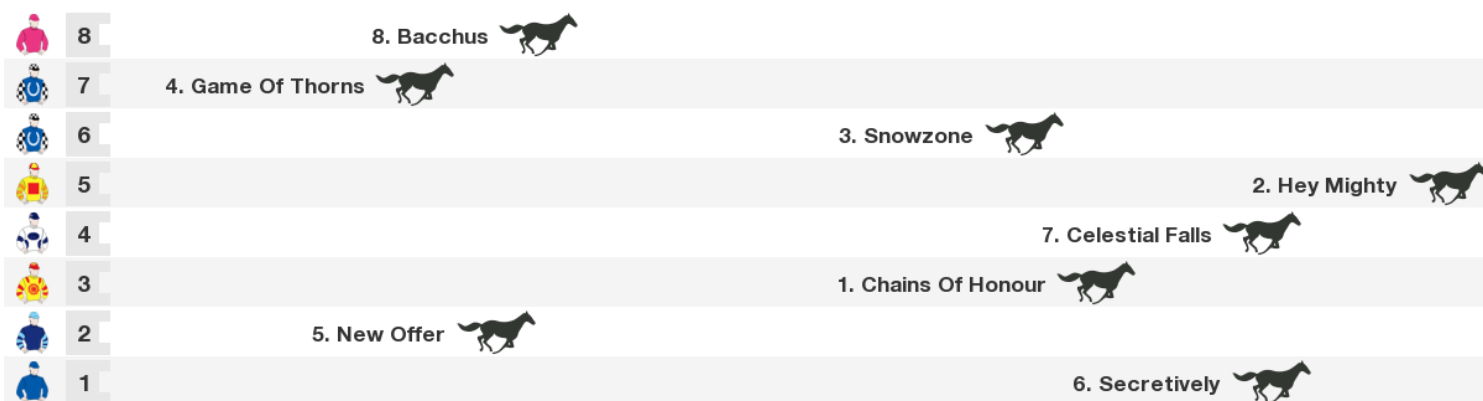 8 8. Bacchus
7 4. Game Of Thorns
6 3. Snowzone
5 2. Hey Mighty
4 7. Celestial Falls
3 1. Chains Of Honour
2 5. New Offer
1 6. Secretively